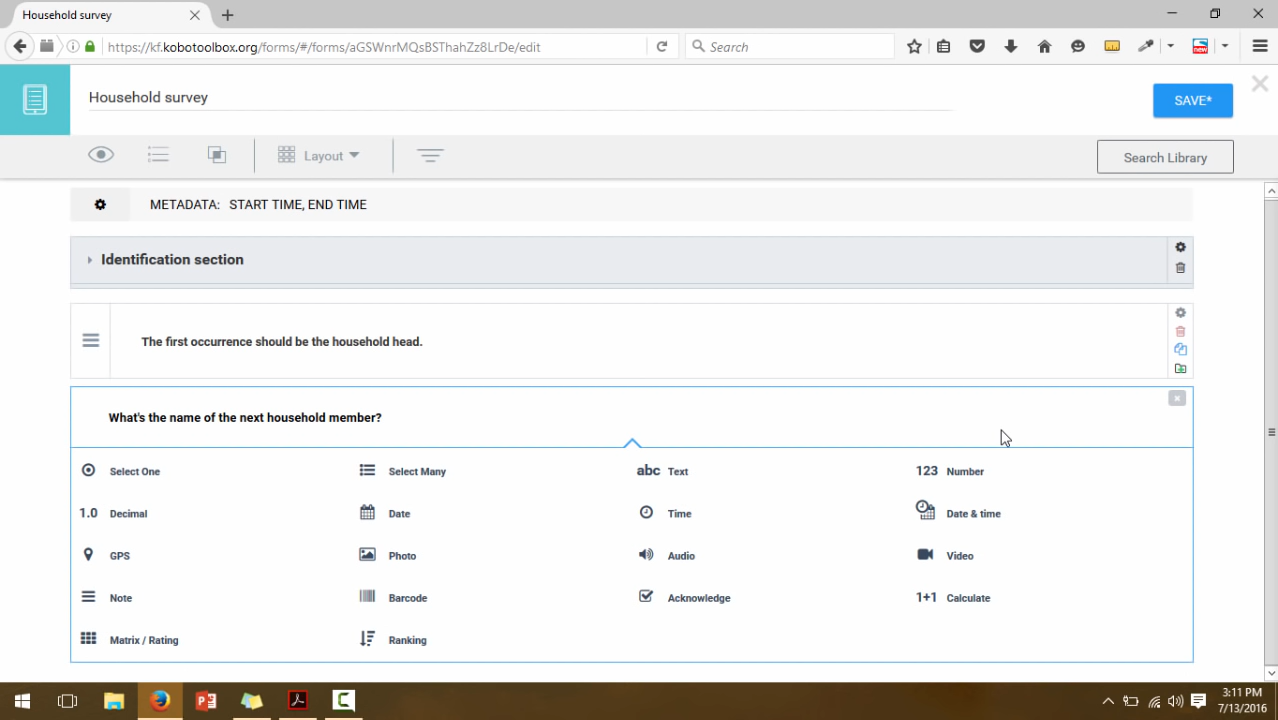 Household survey
https://kf.kobotoolbox.org/forms/#/forms/aGSWnrMQsBSThahZz8LrDe/edit
Search
new
Household survey
SAVE*
Layout
Search Library
METADATA: START TIME, END TIME
Identification section
The first occurrence should be the household head.
What's the name of the next household member?
Select One
Select Many
abc Text
123 Number
1.0 Decimal
Date
Time
Date & time
GPS
Photo
Audio
Video
Note
Barcode
Acknowledge
1+1 Calculate
Matrix / Rating
Ranking
3:11 PM
7/13/2016